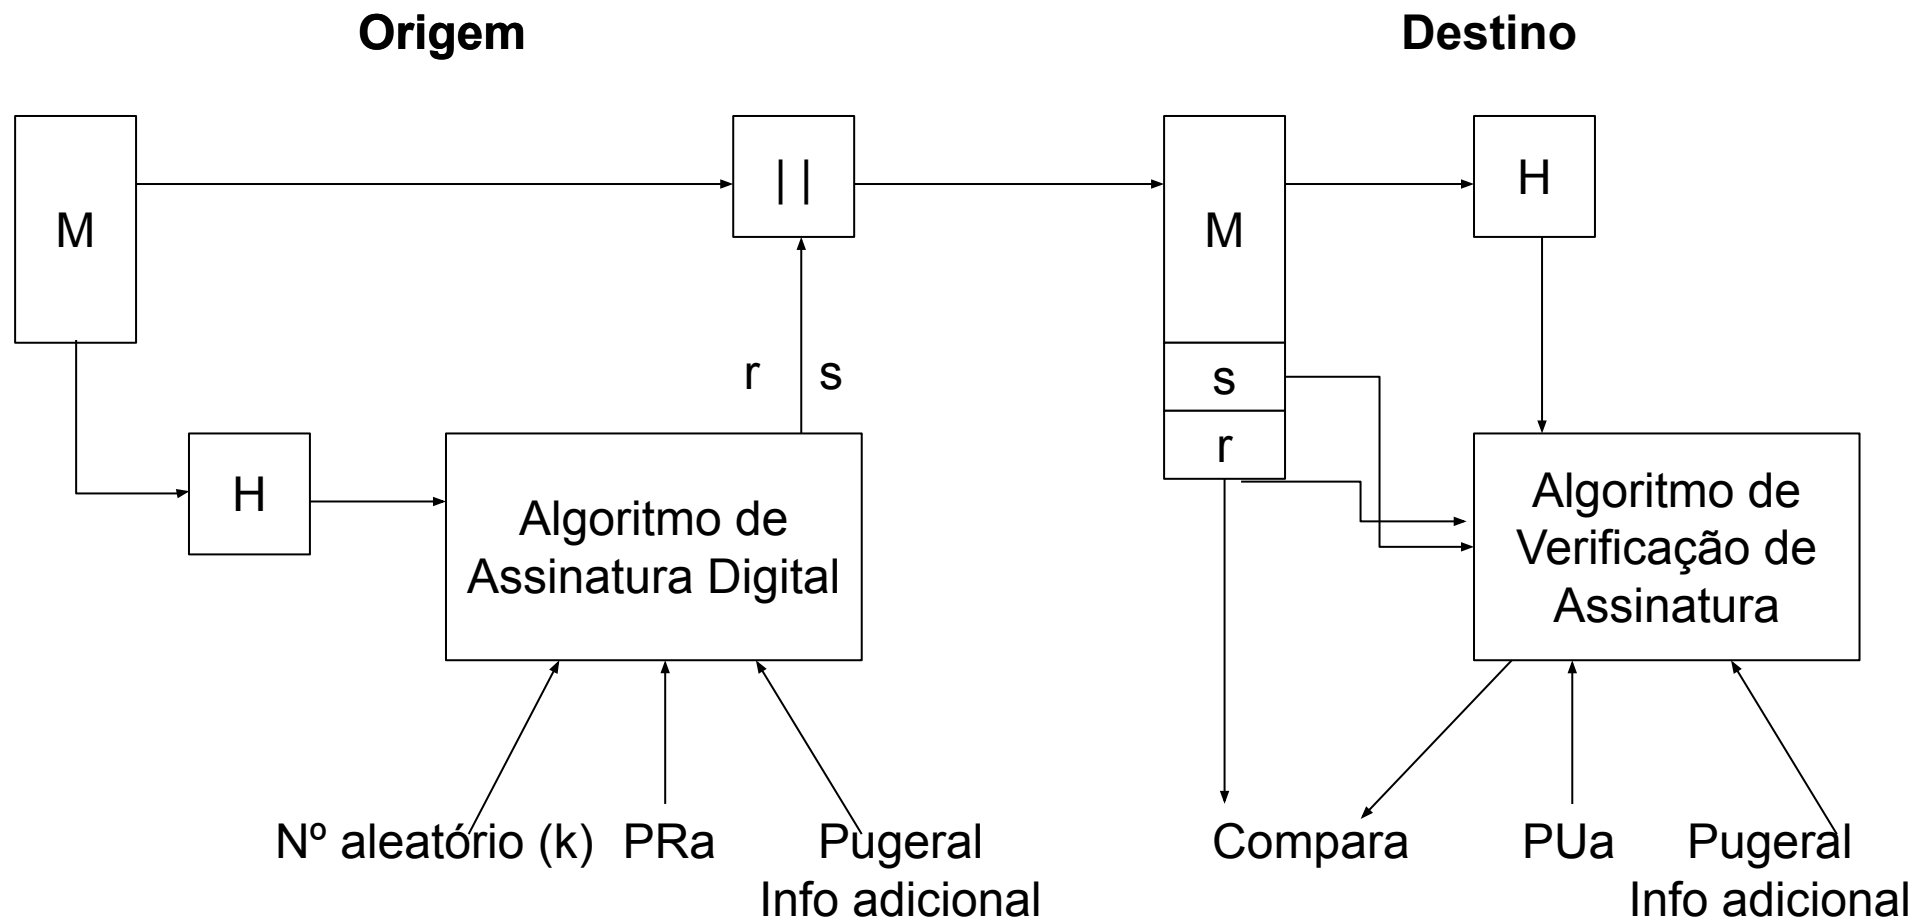 Origem
Destino
M
| |
M
H
r
s
s
r
H
Algoritmo de
Assinatura Digital
Algoritmo de
Verificação de
Assinatura
Nº aleatório (k)
PRa
Pugeral
Info adicional
Compara
PUa
Pugeral
Info adicional